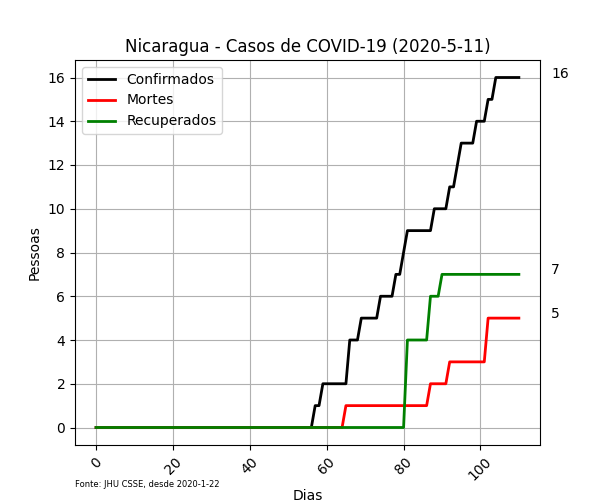 Nicaragua - Casos de COVID-19 (2020-5-11)
Confirmados
Mortes
Recuperados
16
14
12
10
8
6
4
2
0
Pessoas
16
7
5
0
20
40
60
80
100
Fonte: JHU CSSE, desde 2020-1-22
Dias